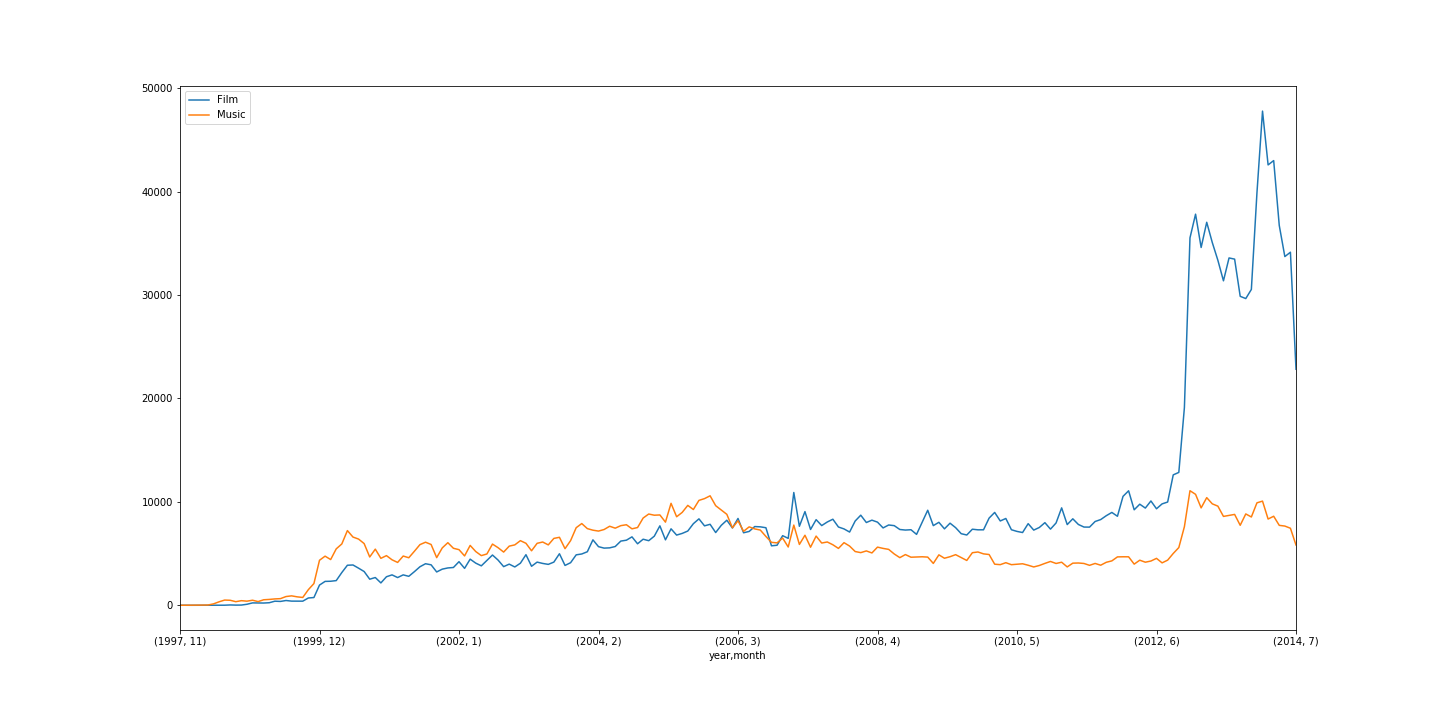 50000
Film
Music
40000
30000
20000
10000
0
(1997, 11) (1999, 12) (2002, 1) (2004, 2) (2006, 3) (2008, 4) (2010, 5) (2012, 6) (2014, 7)
year,month